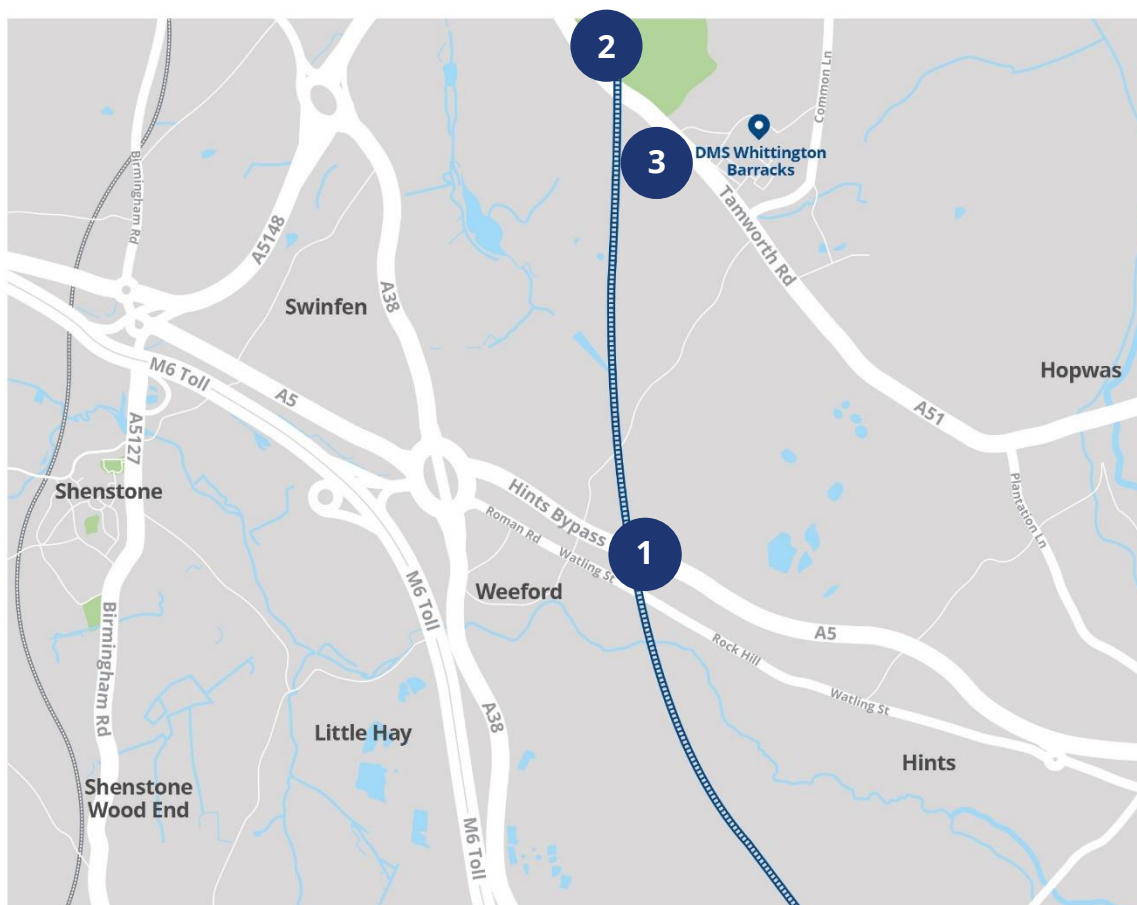 2
Common Ln
3
DMS Whittington
Barracks
Birmingham Rd
A5148
Tamworth Rd
A38
Swinfen
M6 Toll
A5
Hopwas
A51
A5127
Shenstone
Hints Bypass
Roman Rd
Plantation Ln
1
Watling St
Weeford
M6 Toll
Birmingham Rd
A5
Rock Hill
Watling St
A38
Little Hay
Hints
Shenstone
Wood End
M6 Toll